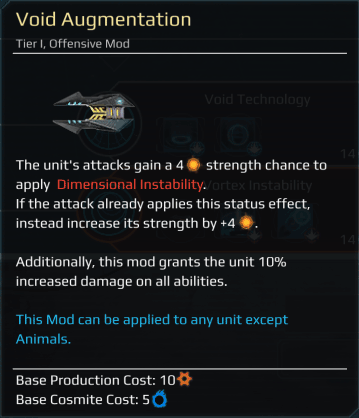 Void Augmentation
Tier I, Offensive Mod
Void Technology
14
The unit's attacks gain a 4 strength chance to
apply Dimensional Instability.
Vortex Instability
If the attack already applies this status effect,
instead increase its strength by +4 .
14
Additionally, this mod grants the unit 10%
increased damage on all abilities.
This Mod can be applied to any unit except
Animals.
Base Production Cost: 10
Base Cosmite Cost: 5